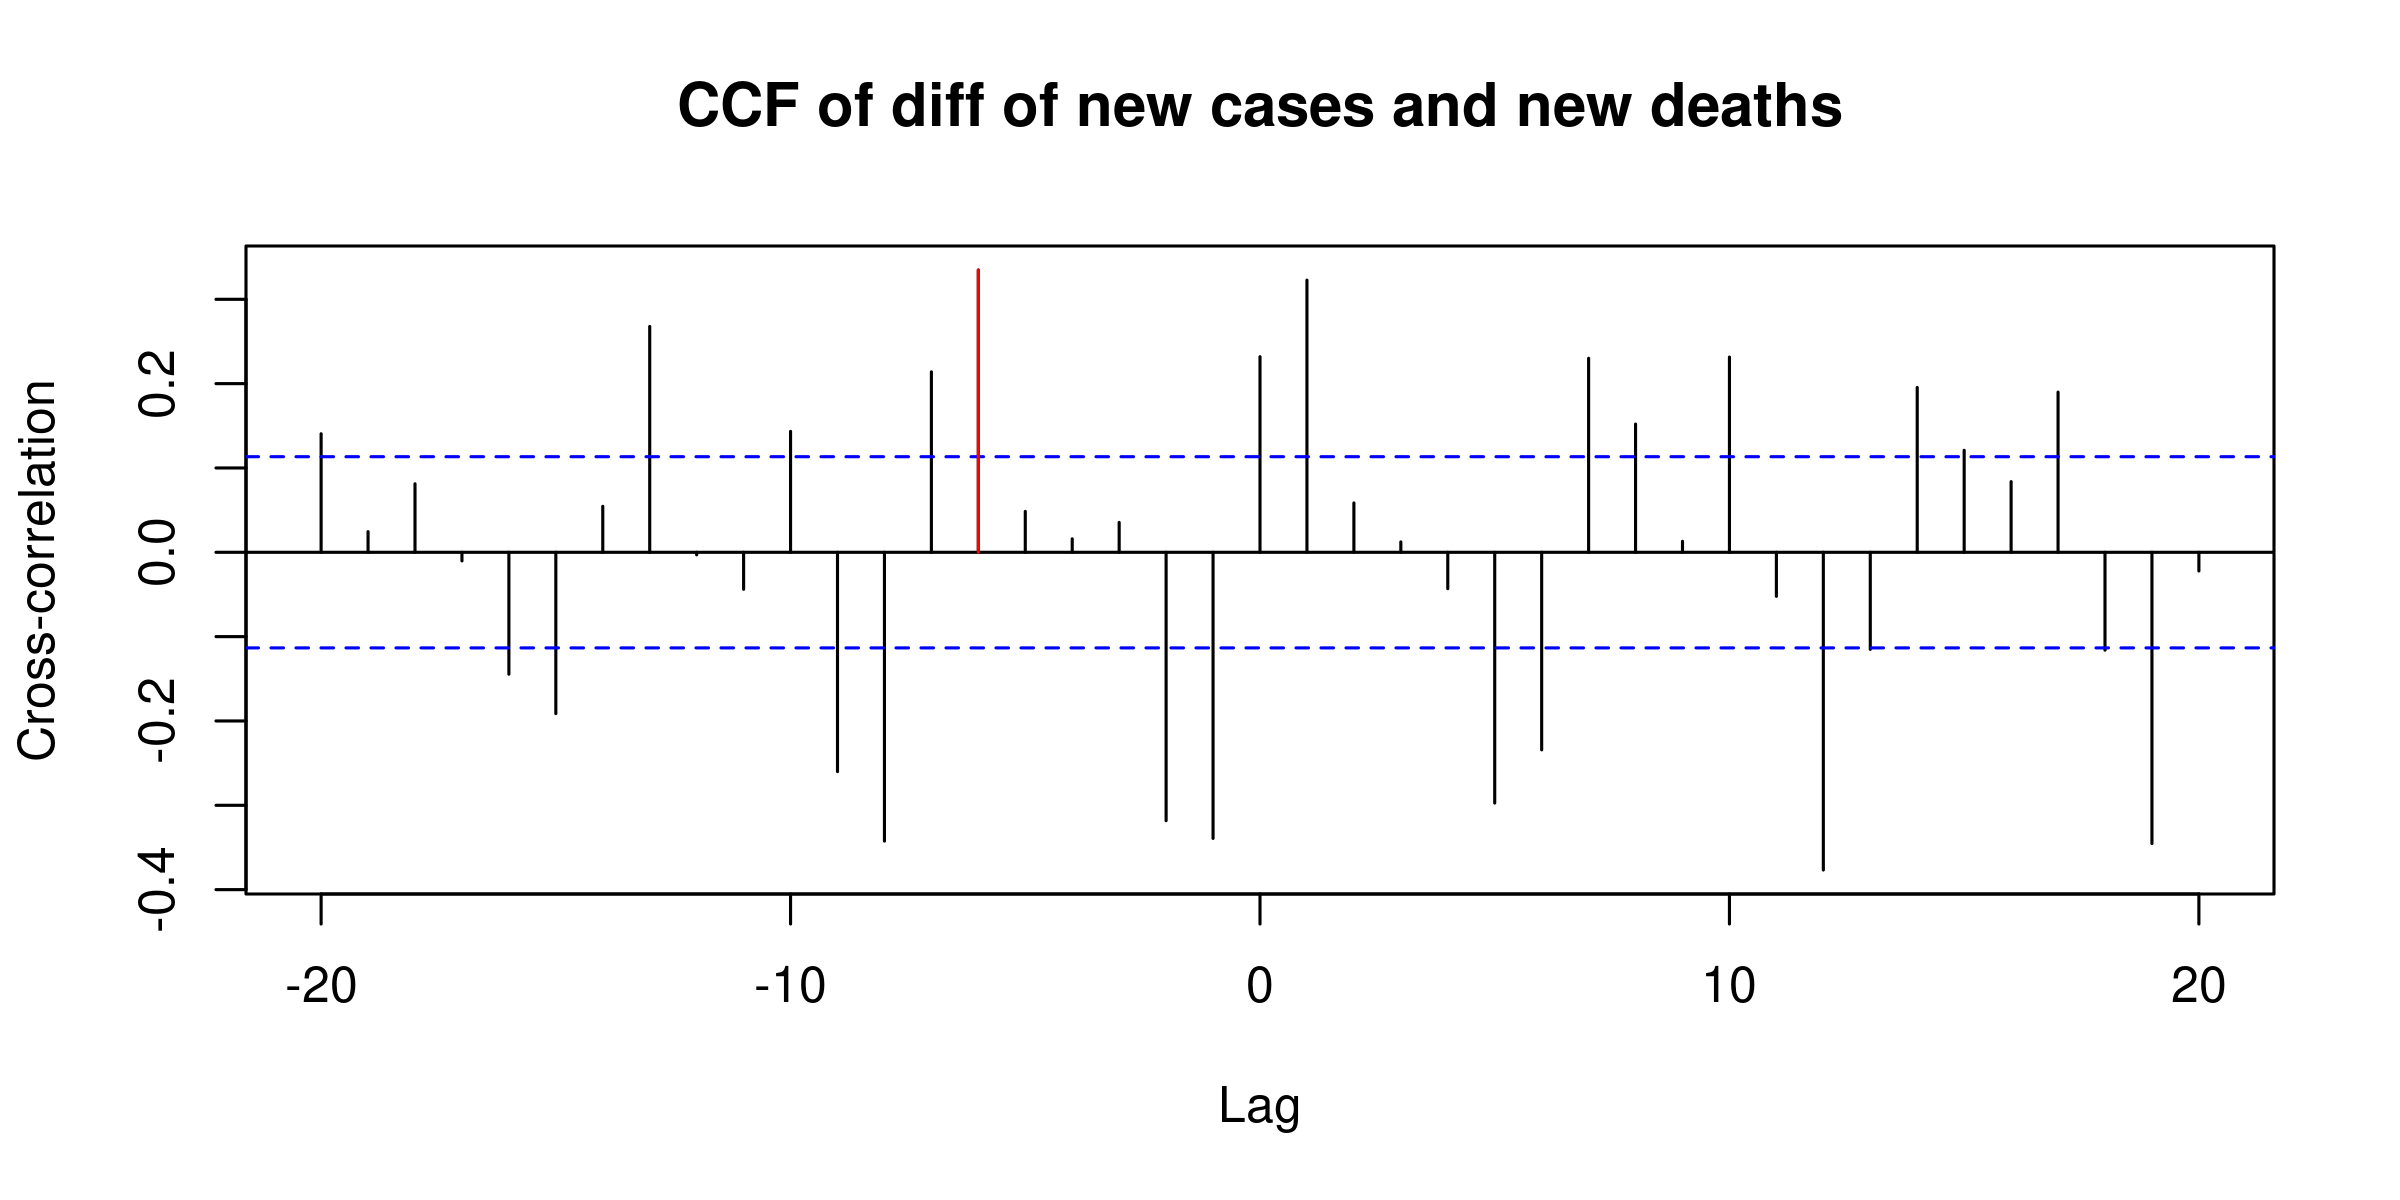 CCF of diff of new cases and new deaths
Cross-correlation
0.2
0.0
-0.2
-0.4
-20 -10 0 10 20
Lag